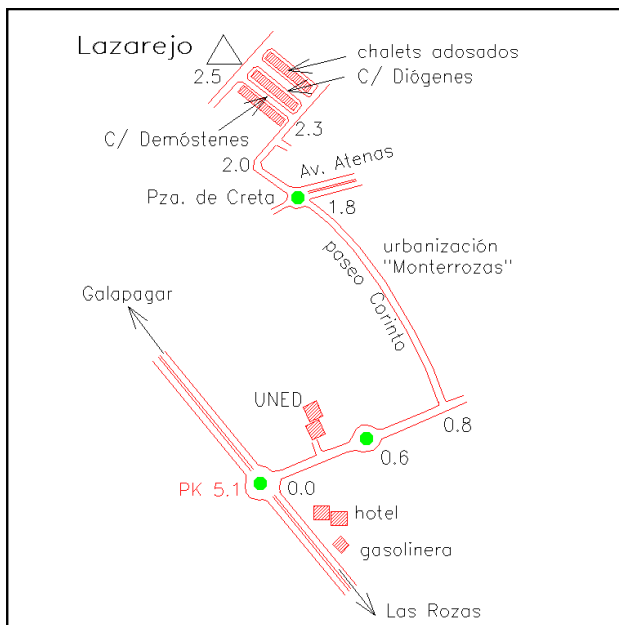 Lazarejo
2.5
chalets adosados
C/ Diógenes
C/ Demóstenes
2.3
2.0
Av. Atenas
Pza. de Creta
1.8
urbanización
"Monterrozas"
paseo Corinto
Galapagar
UNED
0.8
0.6
PK 5.1
0.0
hotel
gasolinera
Las Rozas